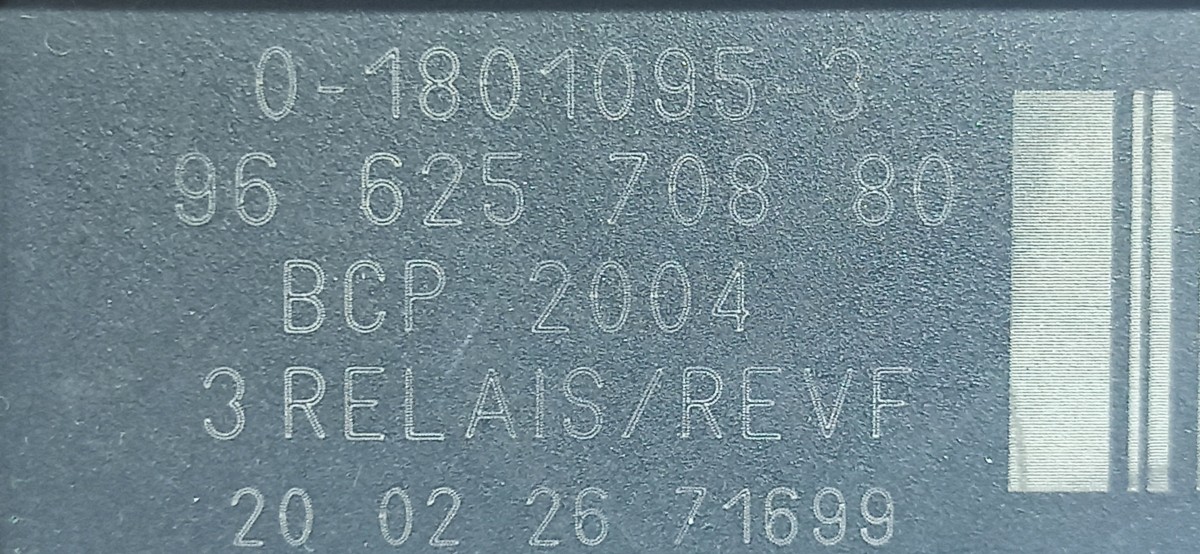 0-1801095-3
96 625 708 80
BCP 2004
3 RELAIS/REVF
20 02 26 71699